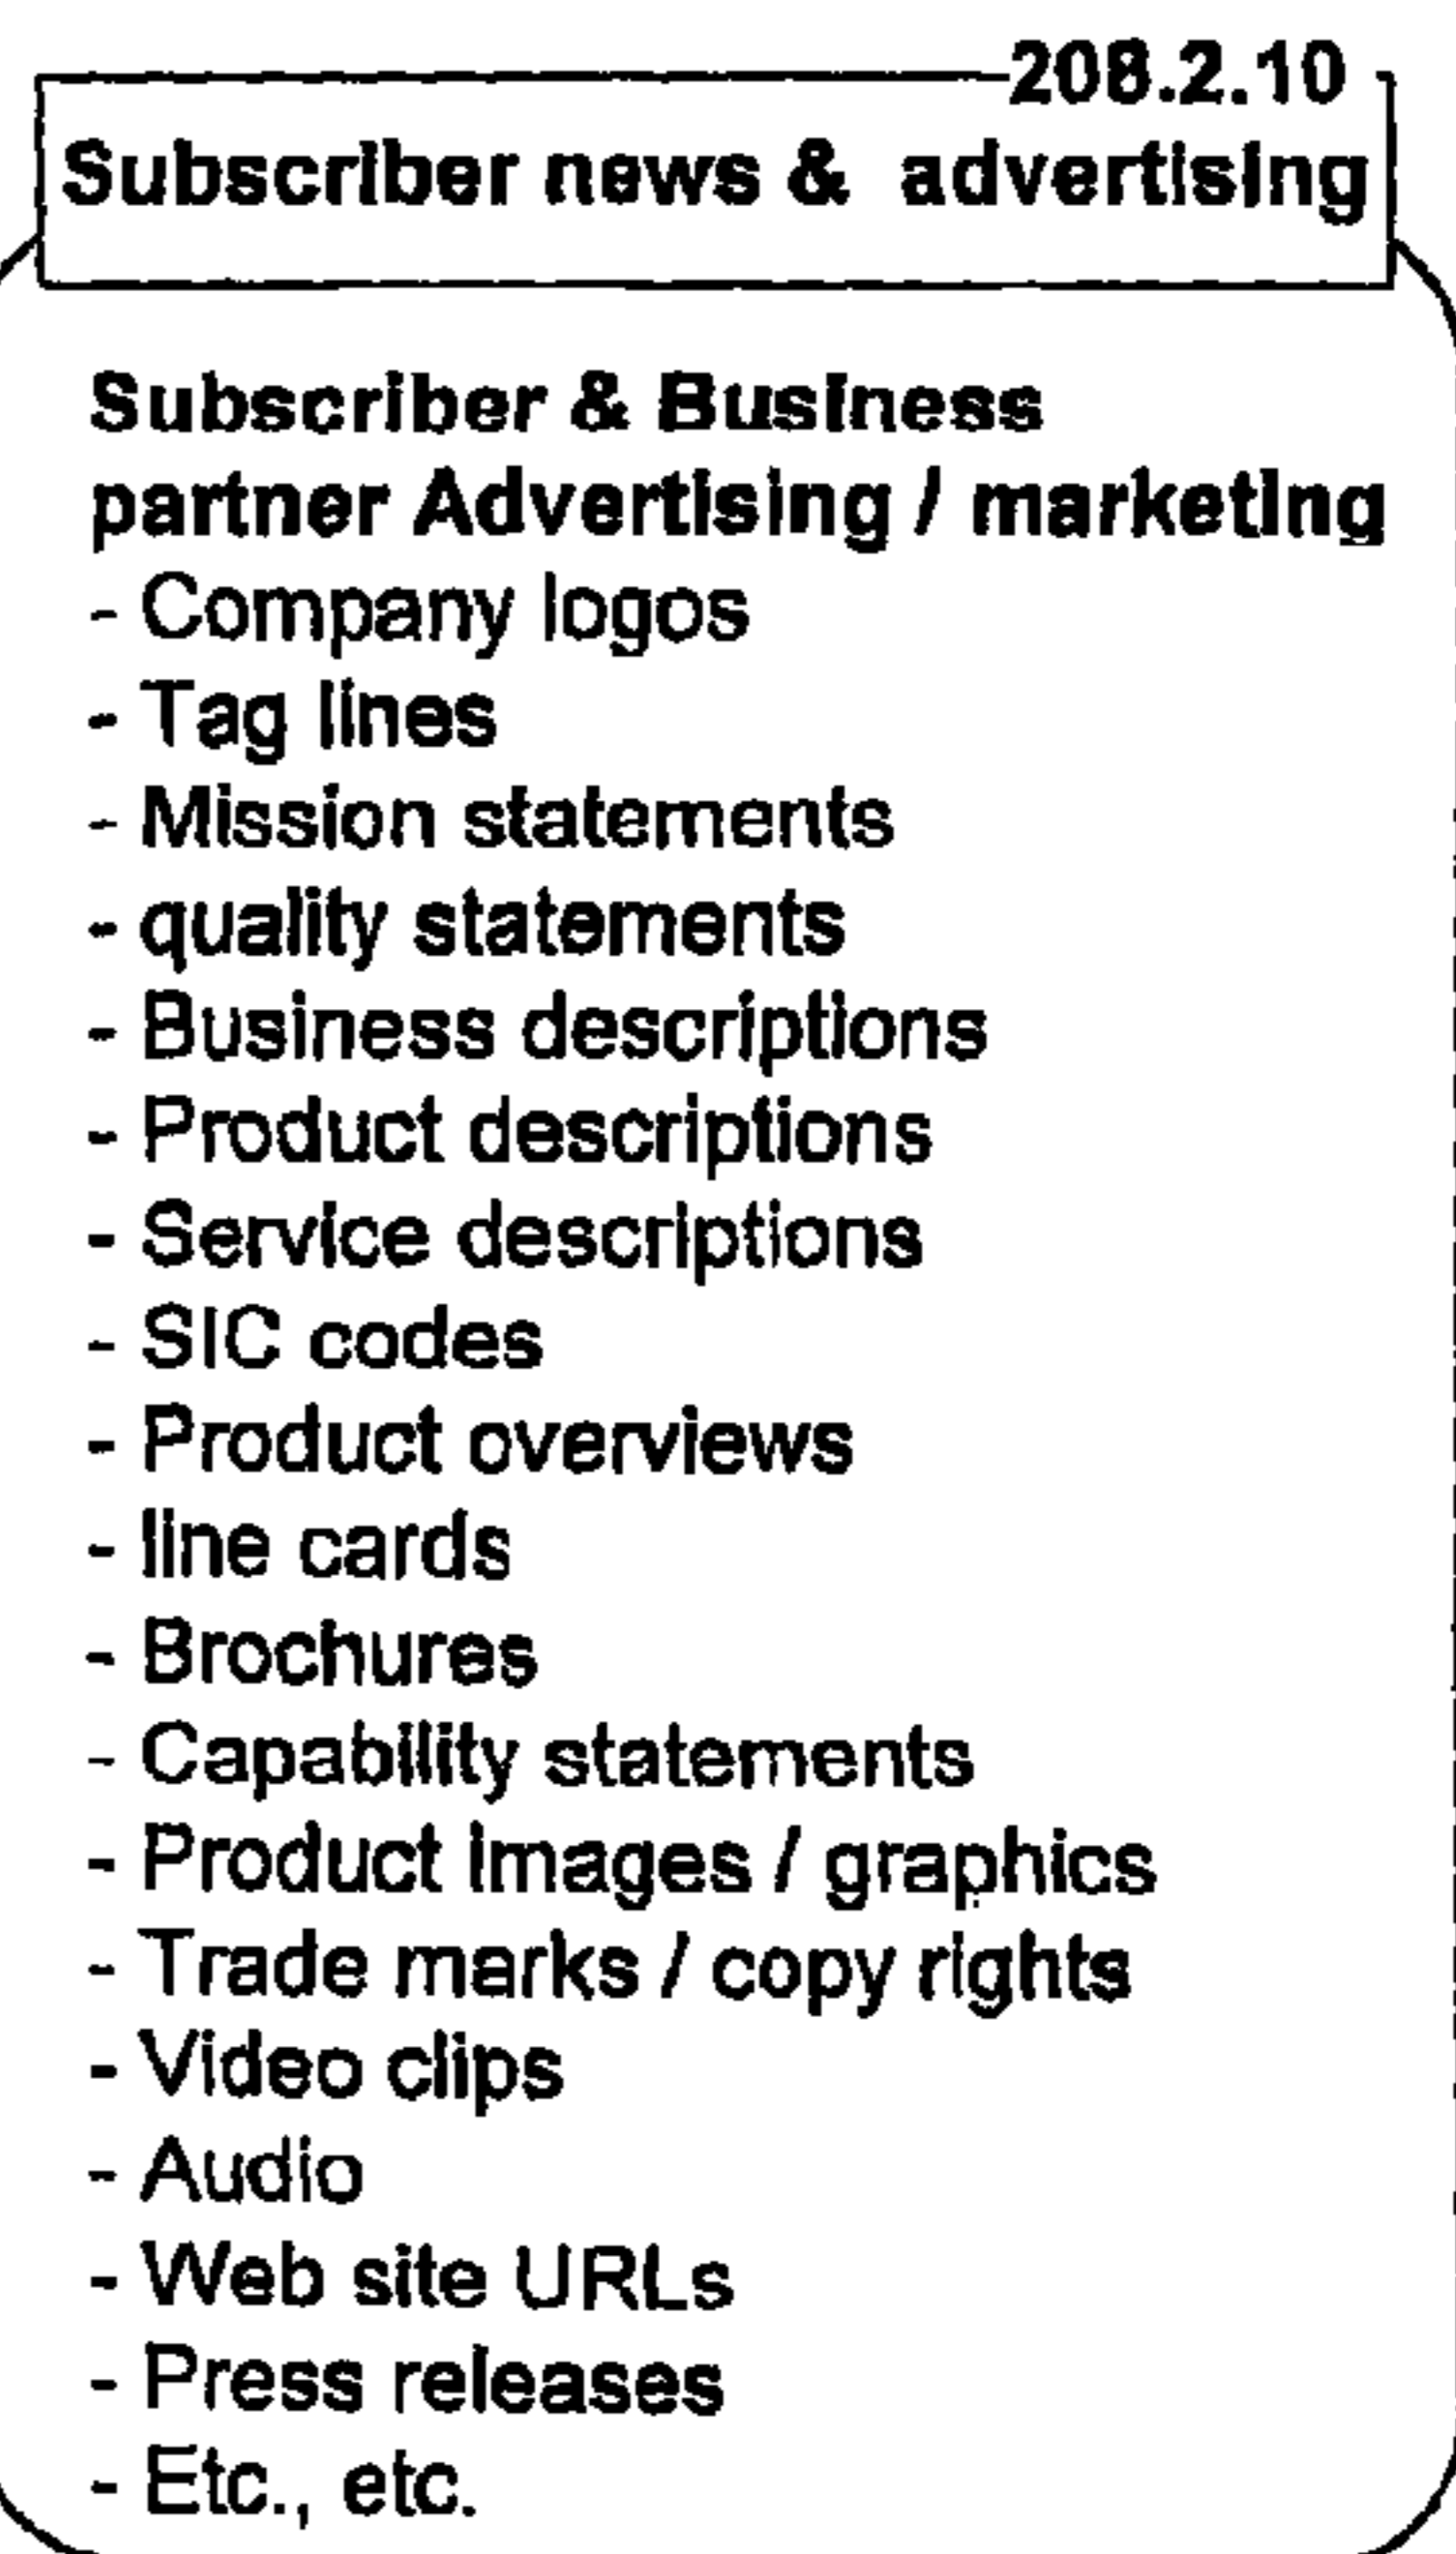 208.2.10
Subscriber news & advertising
Subscriber & Business
partner Advertising / marketing
- Company logos
- Tag lines
- Mission statements
- quality statements
- Business descriptions
- Product descriptions
- Service descriptions
- SIC codes
- Product overviews
- line cards
- Brochures
- Capability statements
- Product images / graphics
- Trade marks / copy rights
- Video clips
- Audio
- Web site URLs
- Press releases
- Etc., etc.